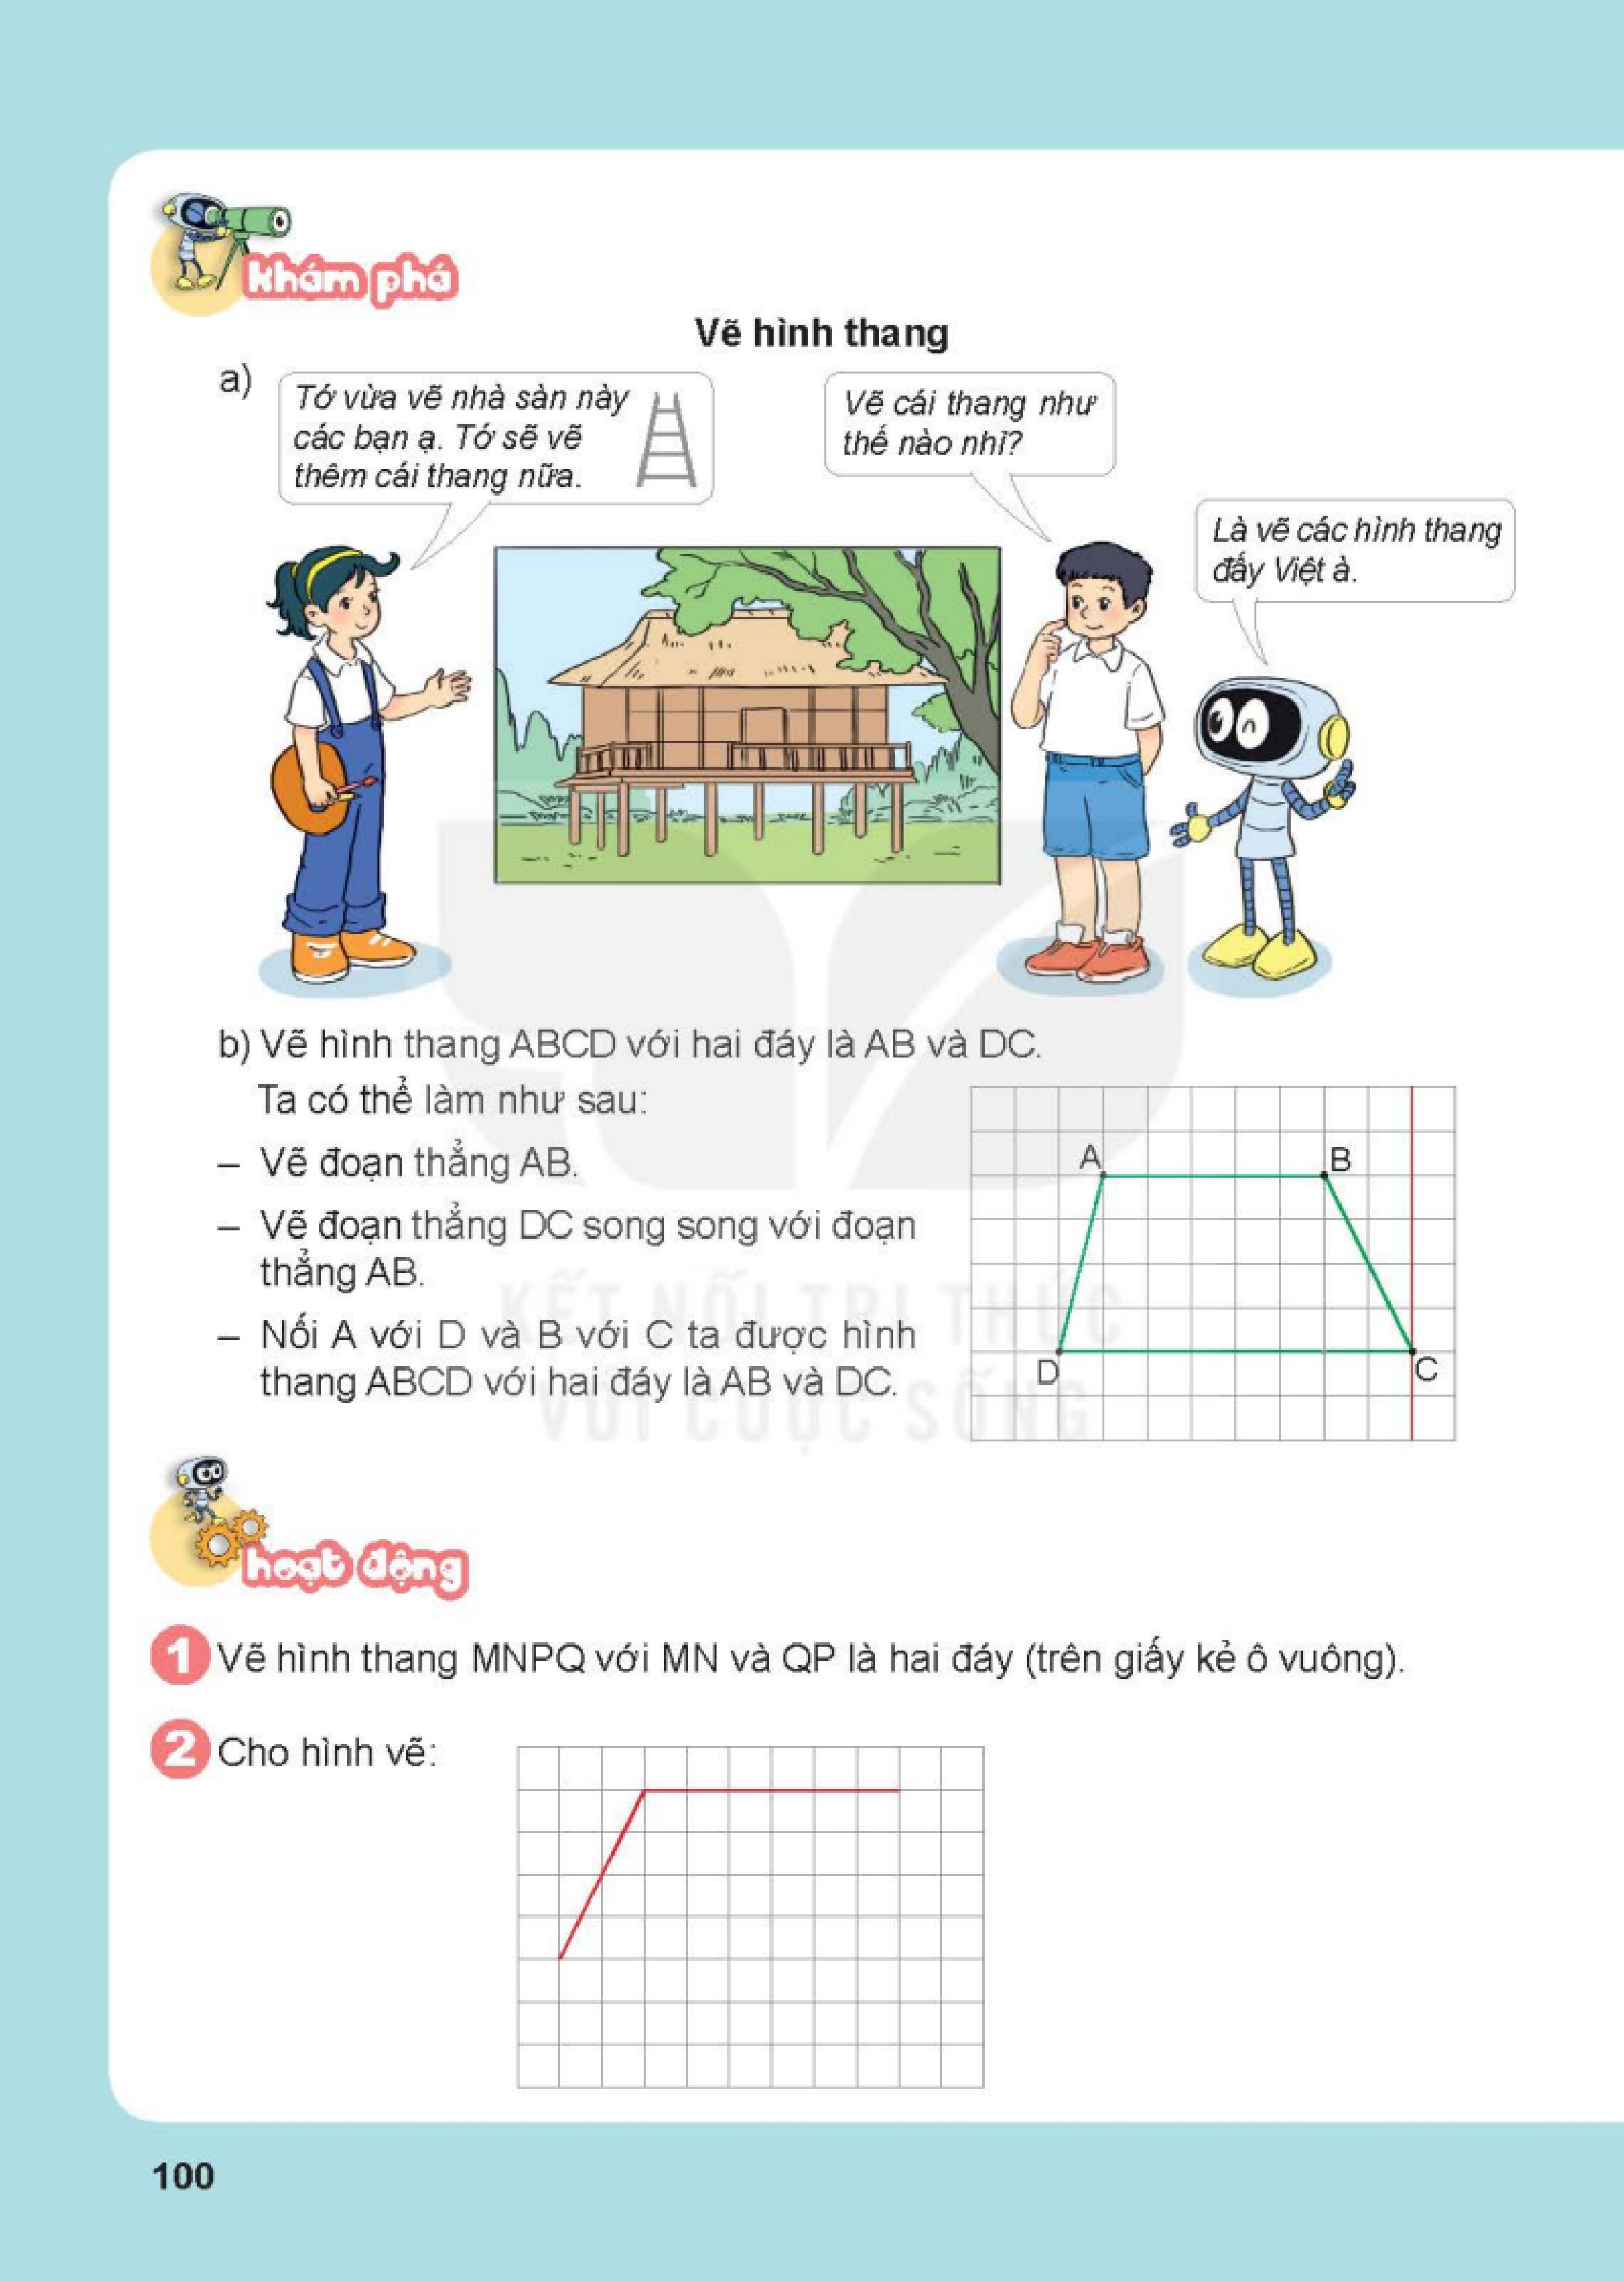 khám phá
Vẽ hình thang
a)
Tớ vừa vẽ nhà sàn này
các bạn ạ. Tớ sẽ vẽ
thêm cái thang nữa.
Vẽ cái thang như
thế nào nhỉ?
Là vẽ các hình thang
đấy Việt à.
b) Vẽ hình thang ABCD với hai đáy là AB và DC.
Ta có thể làm như sau:
– Vẽ đoạn thẳng AB.
– Vẽ đoạn thẳng DC song song với đoạn
thẳng AB.
– Nối A với D và B với C ta được hình
thang ABCD với hai đáy là AB và DC.
A
B
D
C
KẾT NỐI TRI THỨC
VỚI CUỘC SỐNG
hoạt động
1 Vẽ hình thang MNPQ với MN và QP là hai đáy (trên giấy kẻ ô vuông).
2 Cho hình vẽ:
100